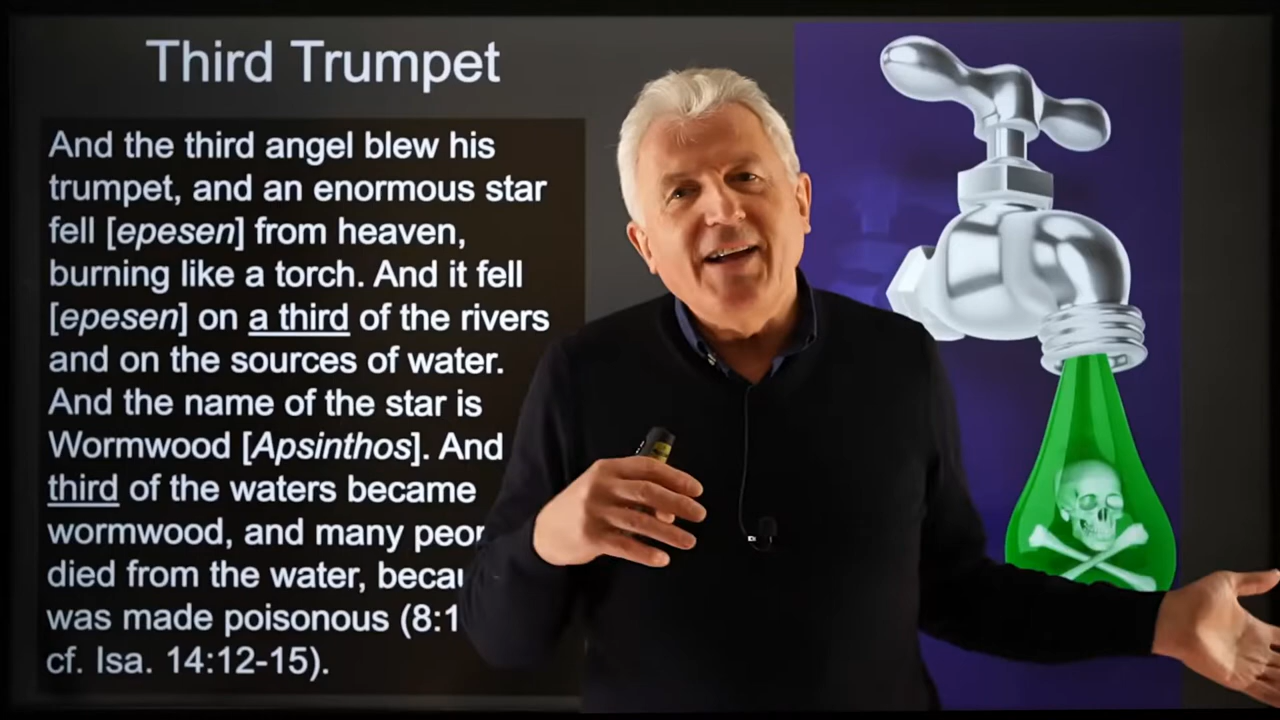 Third Trumpet
And the third angel blew his
trumpet, and an enormous star
fell [epesen] from heaven,
burning like a torch. And it fell
[epesen] on a third of the rivers
and on the sources of water.
And the name of the star is
Wormwood [Apsinthos]. And
third of the waters became
wormwood, and many
died from the water,
was made poisonous (8:1
cf. Isa. 14:12-15).